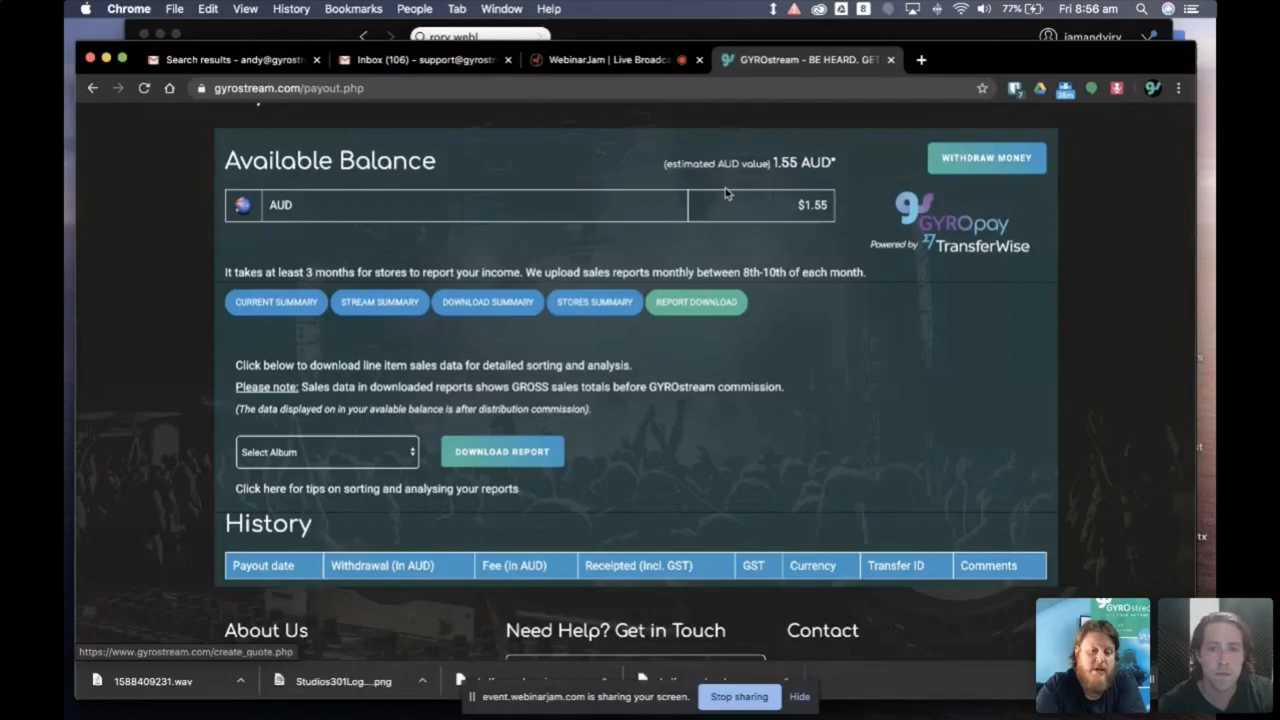 Chrome File Edit View History Bookmarks People Tab Window Help 8 77% Fri 8:56 am
iamandviry
Search results - andy@gyrostr Inbox (106) - support@gyrostr WebinarJam | Live Broadca GYROstream - BE HEARD. GET
gyrostream.com/payout.php
Available Balance
(estimated AUD value) 1.55 AUD*
WITHDRAW MONEY
AUD $1.55
GYROpay
Powered by TransferWise
It takes at least 3 months for stores to report your income. We upload sales reports monthly between 8th-10th of each month.
CURRENT SUMMARY STREAM SUMMARY DOWNLOAD SUMMARY STORES SUMMARY REPORT DOWNLOAD
Click below to download line item sales data for detailed sorting and analysis.
Please note: Sales data in downloaded reports shows GROSS sales totals before GYROstream commission.
(The data displayed on in your avalable balance is after distribution commission).
Select Album DOWNLOAD REPORT
Click here for tips on sorting and analysing your reports
History
Payout date Withdrawal (In AUD) Fee (in AUD) Receipted (Incl. GST) GST Currency Transfer ID Comments
About Us Need Help? Get in Touch Contact
https://www.gyrostream.com/create_quote.php
1588409231.wav Studios301Log....png
event.webinarjam.com is sharing your screen. Stop sharing Hide